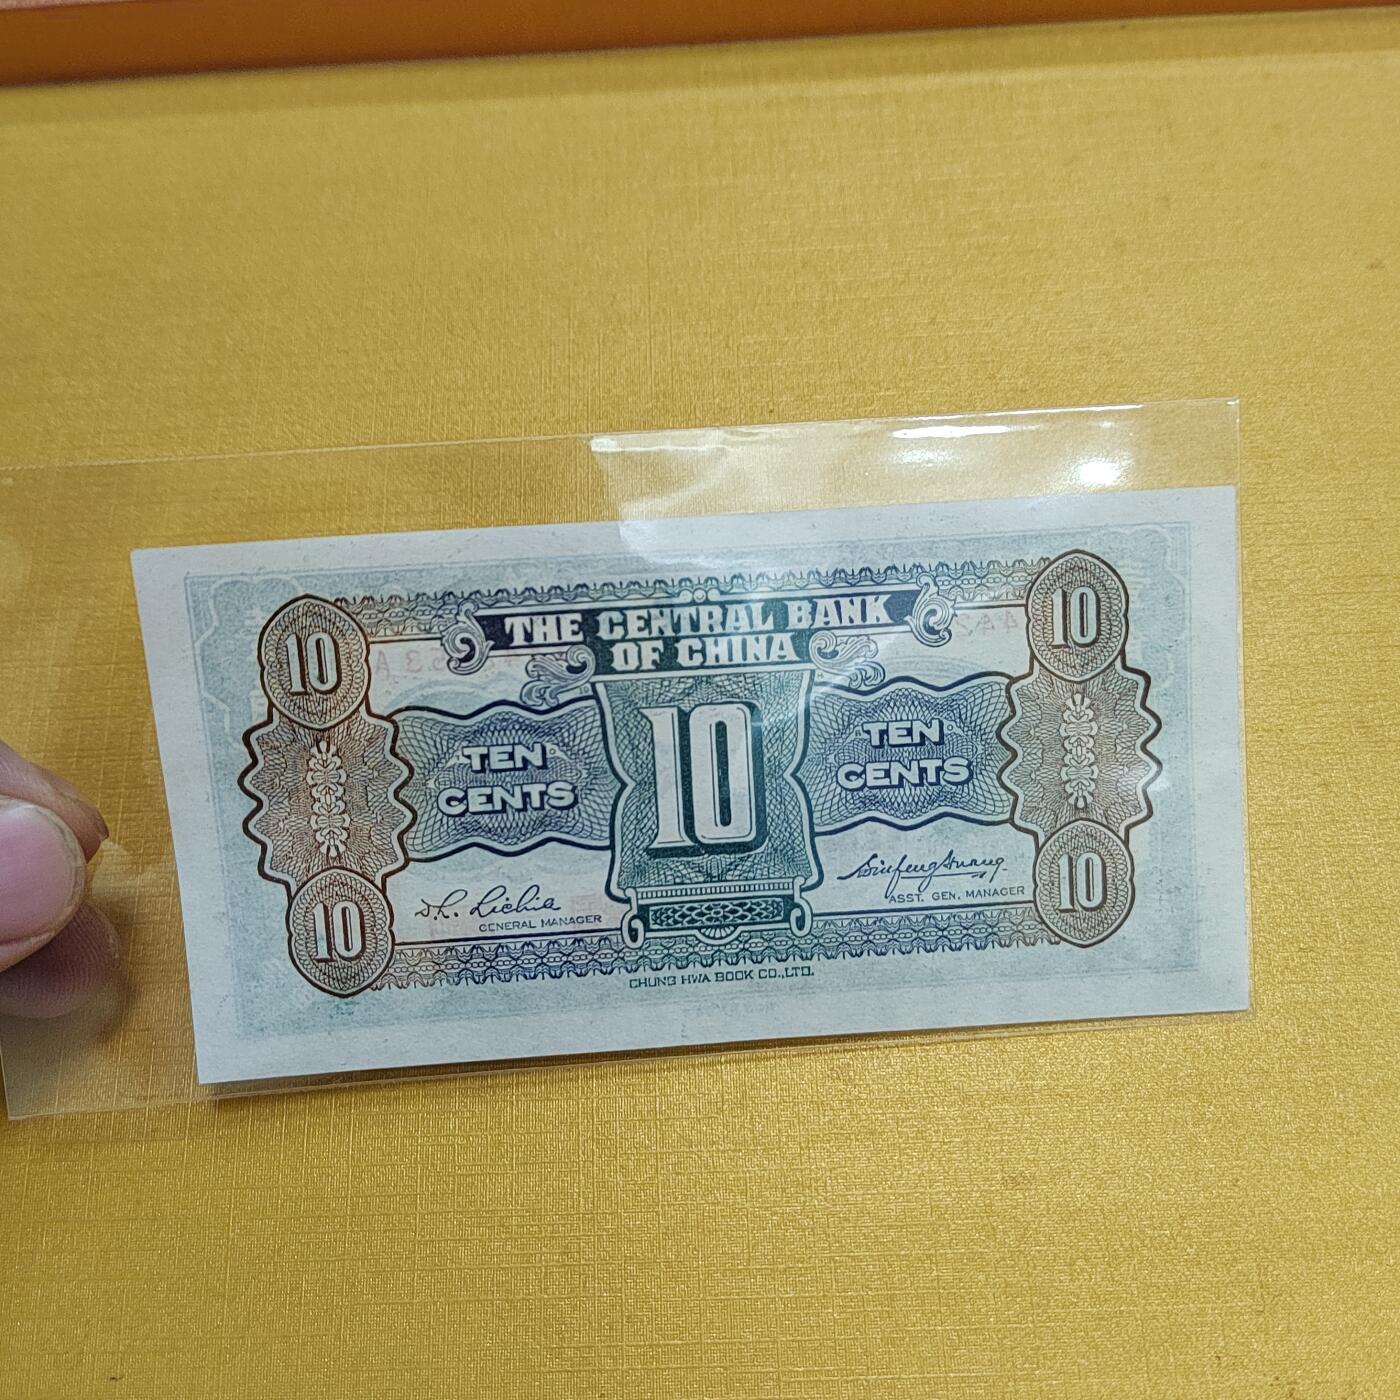 THE CENTRAL BANK
OF CHINA
10
10
10
TEN
CENTS
TEN
CENTS
10
10
GENERAL MANAGER
ASST. GEN. MANAGER
CHUNG HWA BOOK CO., LTD.